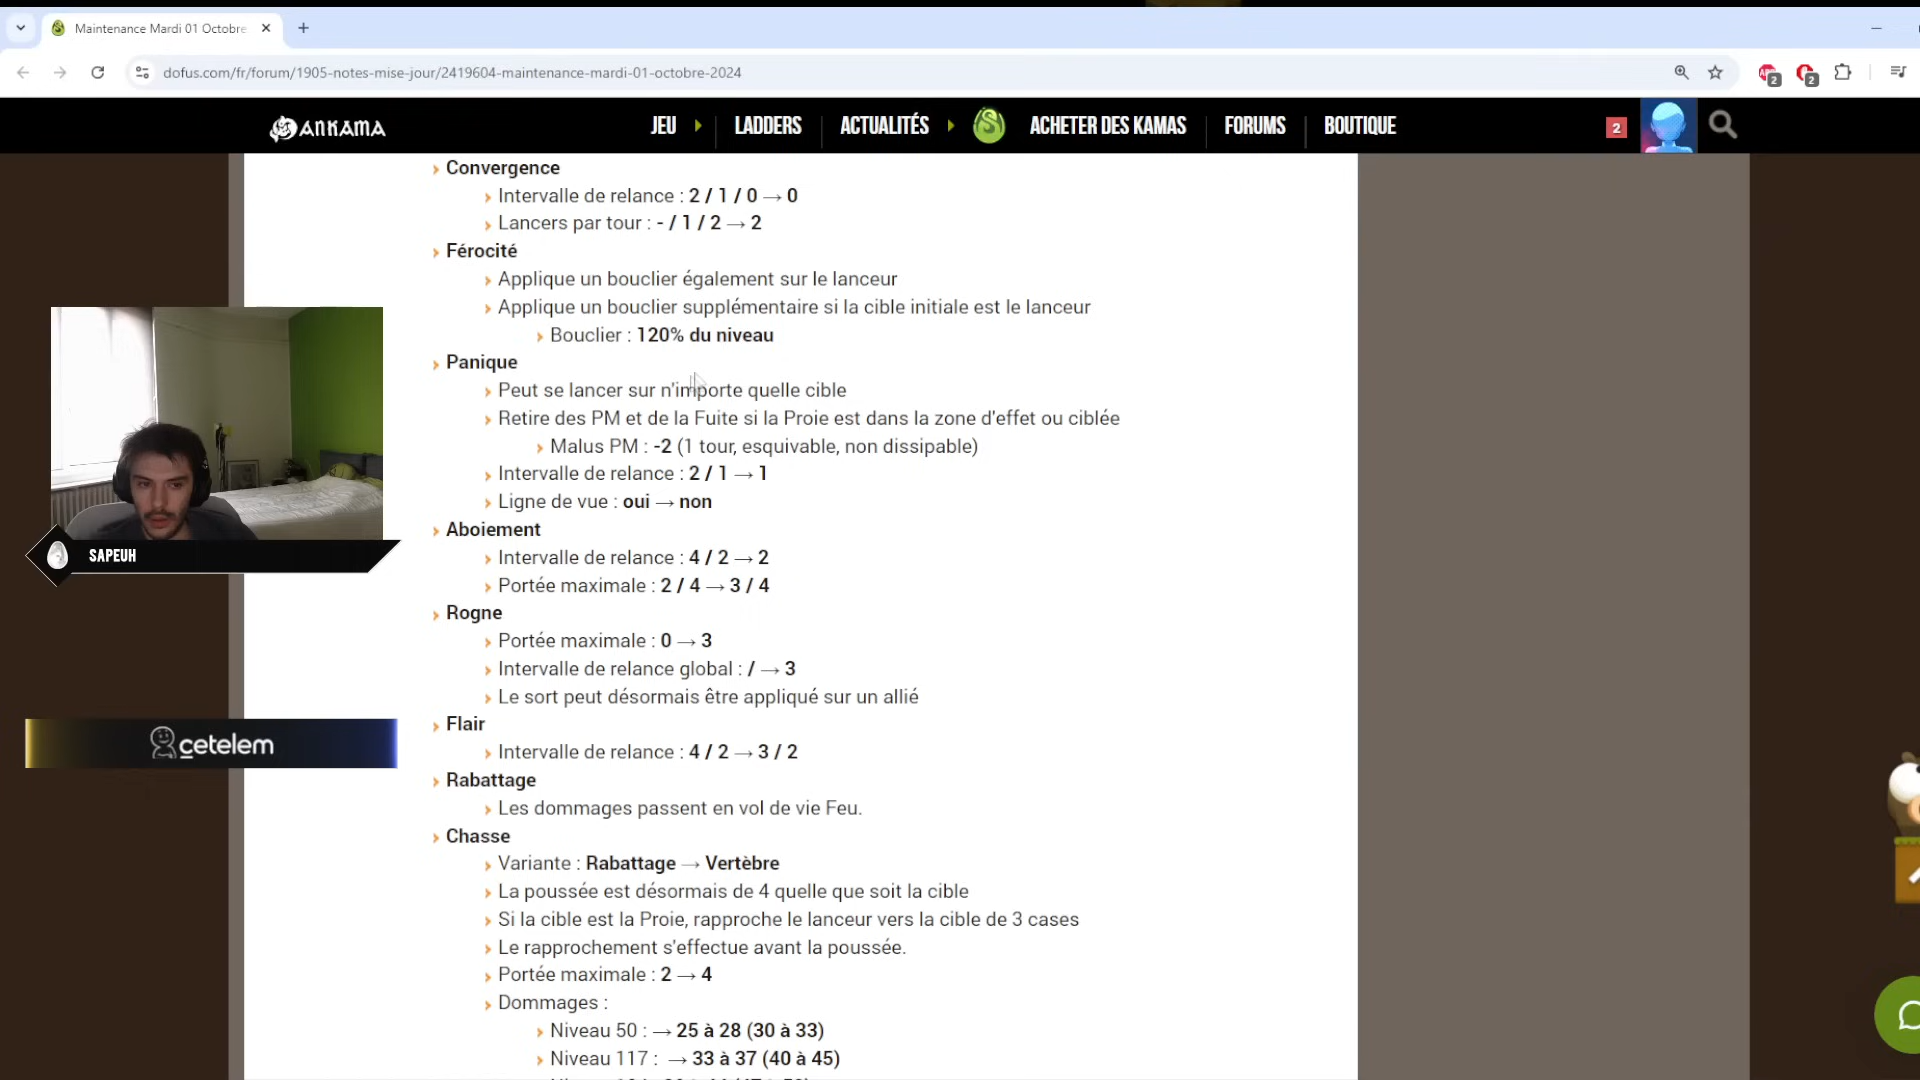 Maintenance Mardi 01 Octobre
dofus.com/fr/forum/1905-notes-mise-jour/2419604-maintenance-mardi-01-octobre-2024
2
2
ANKAMA
JEU
LADDERS
ACTUALITÉS
ACHETER DES KAMAS
FORUMS
BOUTIQUE
2
Convergence
Intervalle de relance : 2 / 1 / 0 → 0
Lancers par tour : - / 1 / 2 → 2
Férocité
Applique un bouclier également sur le lanceur
Applique un bouclier supplémentaire si la cible initiale est le lanceur
Bouclier : 120% du niveau
Panique
Peut se lancer sur n'importe quelle cible
Retire des PM et de la Fuite si la Proie est dans la zone d'effet ou ciblée
Malus PM : -2 (1 tour, esquivable, non dissipable)
Intervalle de relance : 2 / 1 → 1
Ligne de vue : oui → non
Aboiement
Intervalle de relance : 4 / 2 → 2
Portée maximale : 2 / 4 → 3 / 4
Rogne
Portée maximale : 0 → 3
Intervalle de relance global : / → 3
Le sort peut désormais être appliqué sur un allié
Flair
Intervalle de relance : 4 / 2 → 3 / 2
Rabattage
Les dommages passent en vol de vie Feu.
Chasse
Variante : Rabattage → Vertèbre
La poussée est désormais de 4 quelle que soit la cible
Si la cible est la Proie, rapproche le lanceur vers la cible de 3 cases
Le rapprochement s'effectue avant la poussée.
Portée maximale : 2 → 4
Dommages :
Niveau 50 : → 25 à 28 (30 à 33)
Niveau 117 : → 33 à 37 (40 à 45)
SAPEUH
cetelem